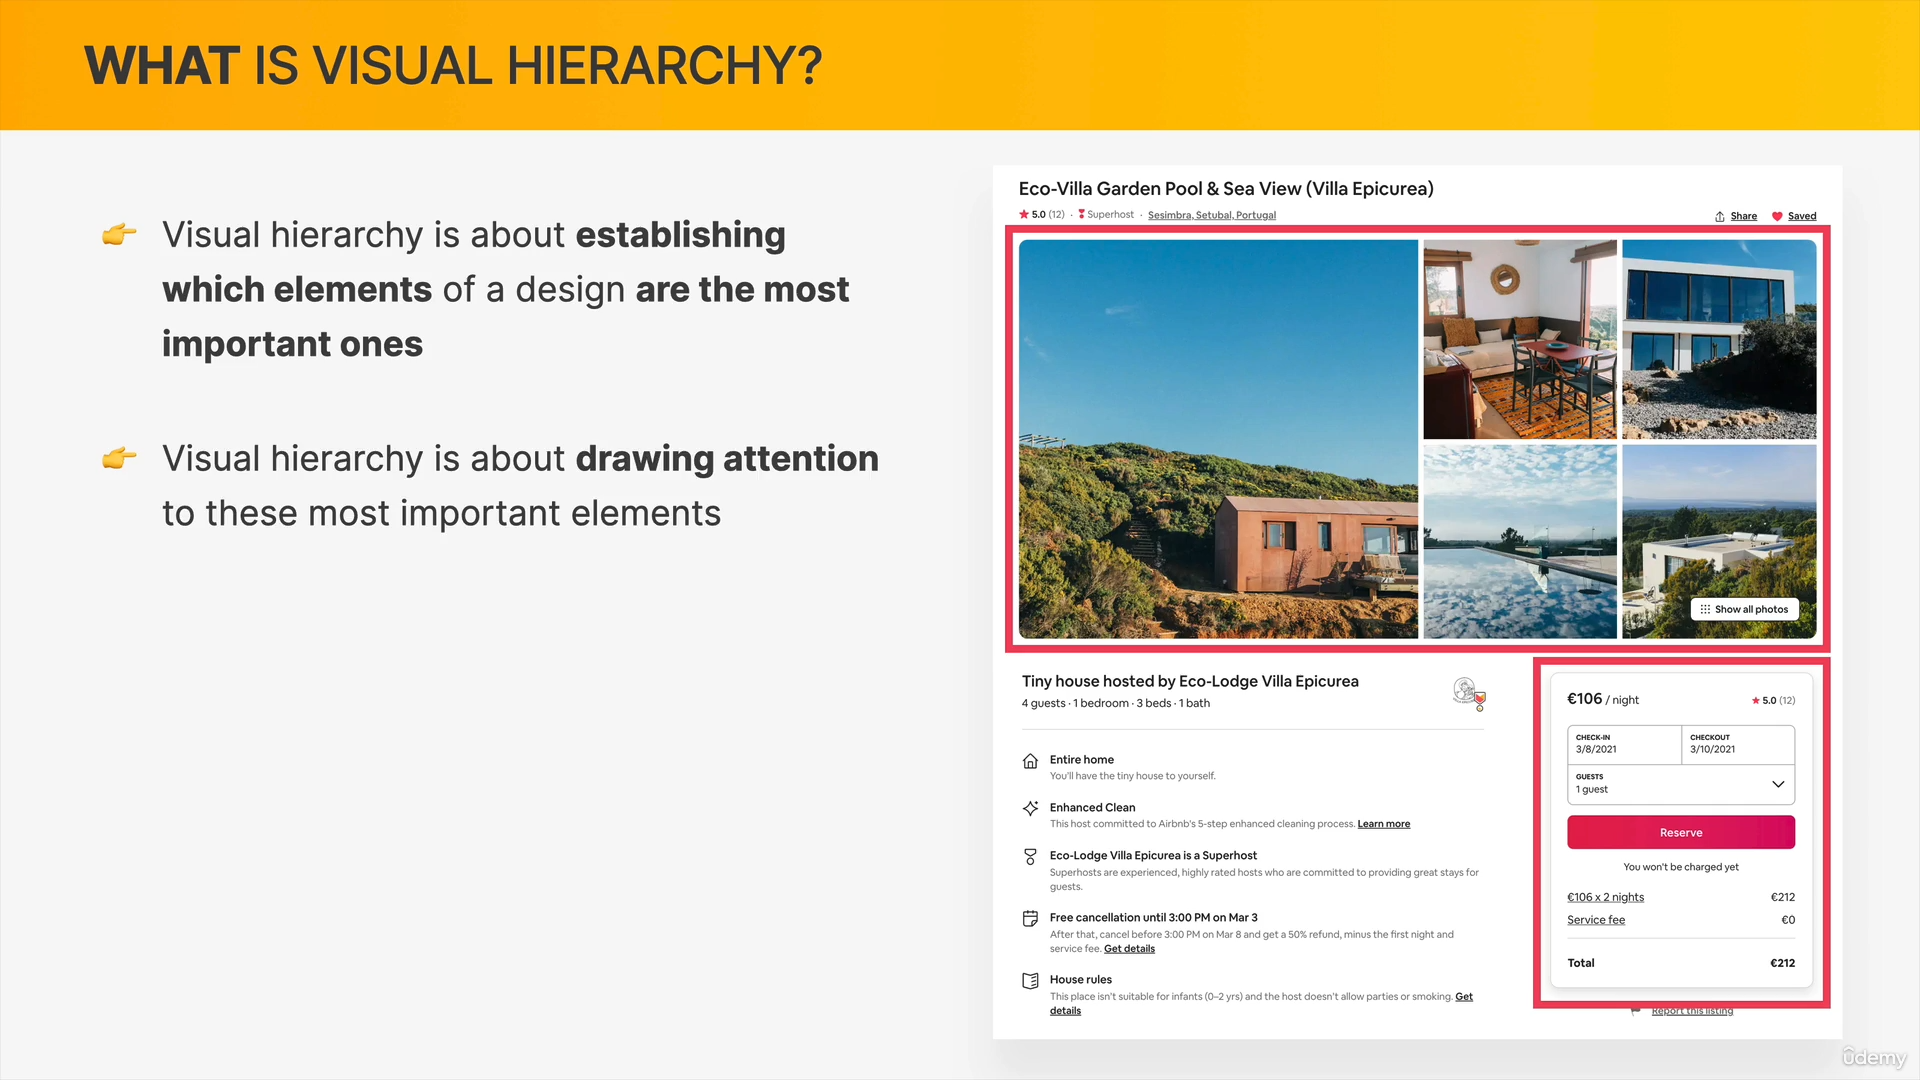 WHAT IS VISUAL HIERARCHY?
Visual hierarchy is about establishing
which elements of a design are the most
important ones
Visual hierarchy is about drawing attention
to these most important elements
Eco-Villa Garden Pool & Sea View (Villa Epicurea)
5.0 (12) · Superhost · Sesimbra, Setubal, Portugal
Share Saved
Show all photos
Tiny house hosted by Eco-Lodge Villa Epicurea
4 guests · 1 bedroom · 3 beds · 1 bath
Entire home
You'll have the tiny house to yourself.
Enhanced Clean
This host committed to Airbnb's 5-step enhanced cleaning process. Learn more
Eco-Lodge Villa Epicurea is a Superhost
Superhosts are experienced, highly rated hosts who are committed to providing great stays for
guests.
Free cancellation until 3:00 PM on Mar 3
After that, cancel before 3:00 PM on Mar 8 and get a 50% refund, minus the first night and
service fee. Get details
House rules
This place isn't suitable for infants (0–2 yrs) and the host doesn't allow parties or smoking. Get
details
€106 / night
5.0 (12)
CHECK-IN
3/8/2021
CHECKOUT
3/10/2021
GUESTS
1 guest
Reserve
You won't be charged yet
€106 x 2 nights €212
Service fee €0
Total €212
Report this listing
ûdemy